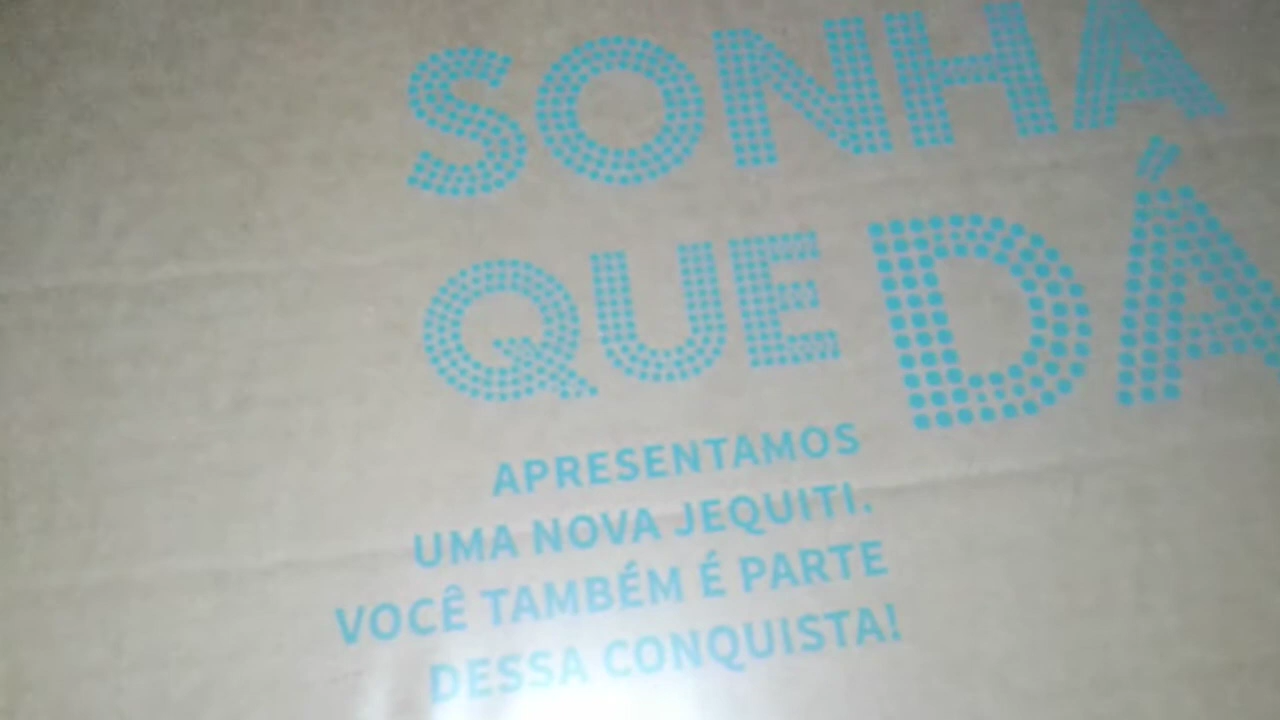 SONHA
QUE DÁ
APRESENTAMOS
UMA NOVA JEQUITI.
VOCÊ TAMBÉM É PARTE
DESSA CONQUISTA!